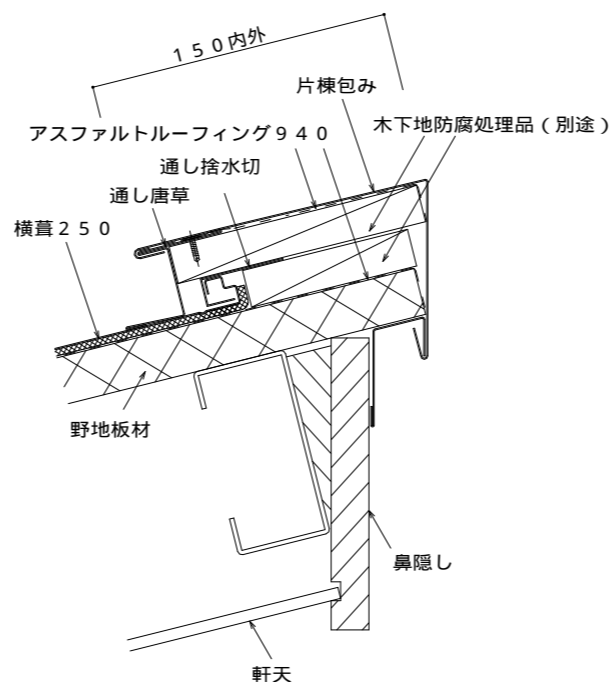 １５０内外
片棟包み
アスファルトルーフィング９４０
木下地防腐処理品（別途）
通し捨水切
通し唐草
横葺２５０
野地板材
鼻隠し
軒天